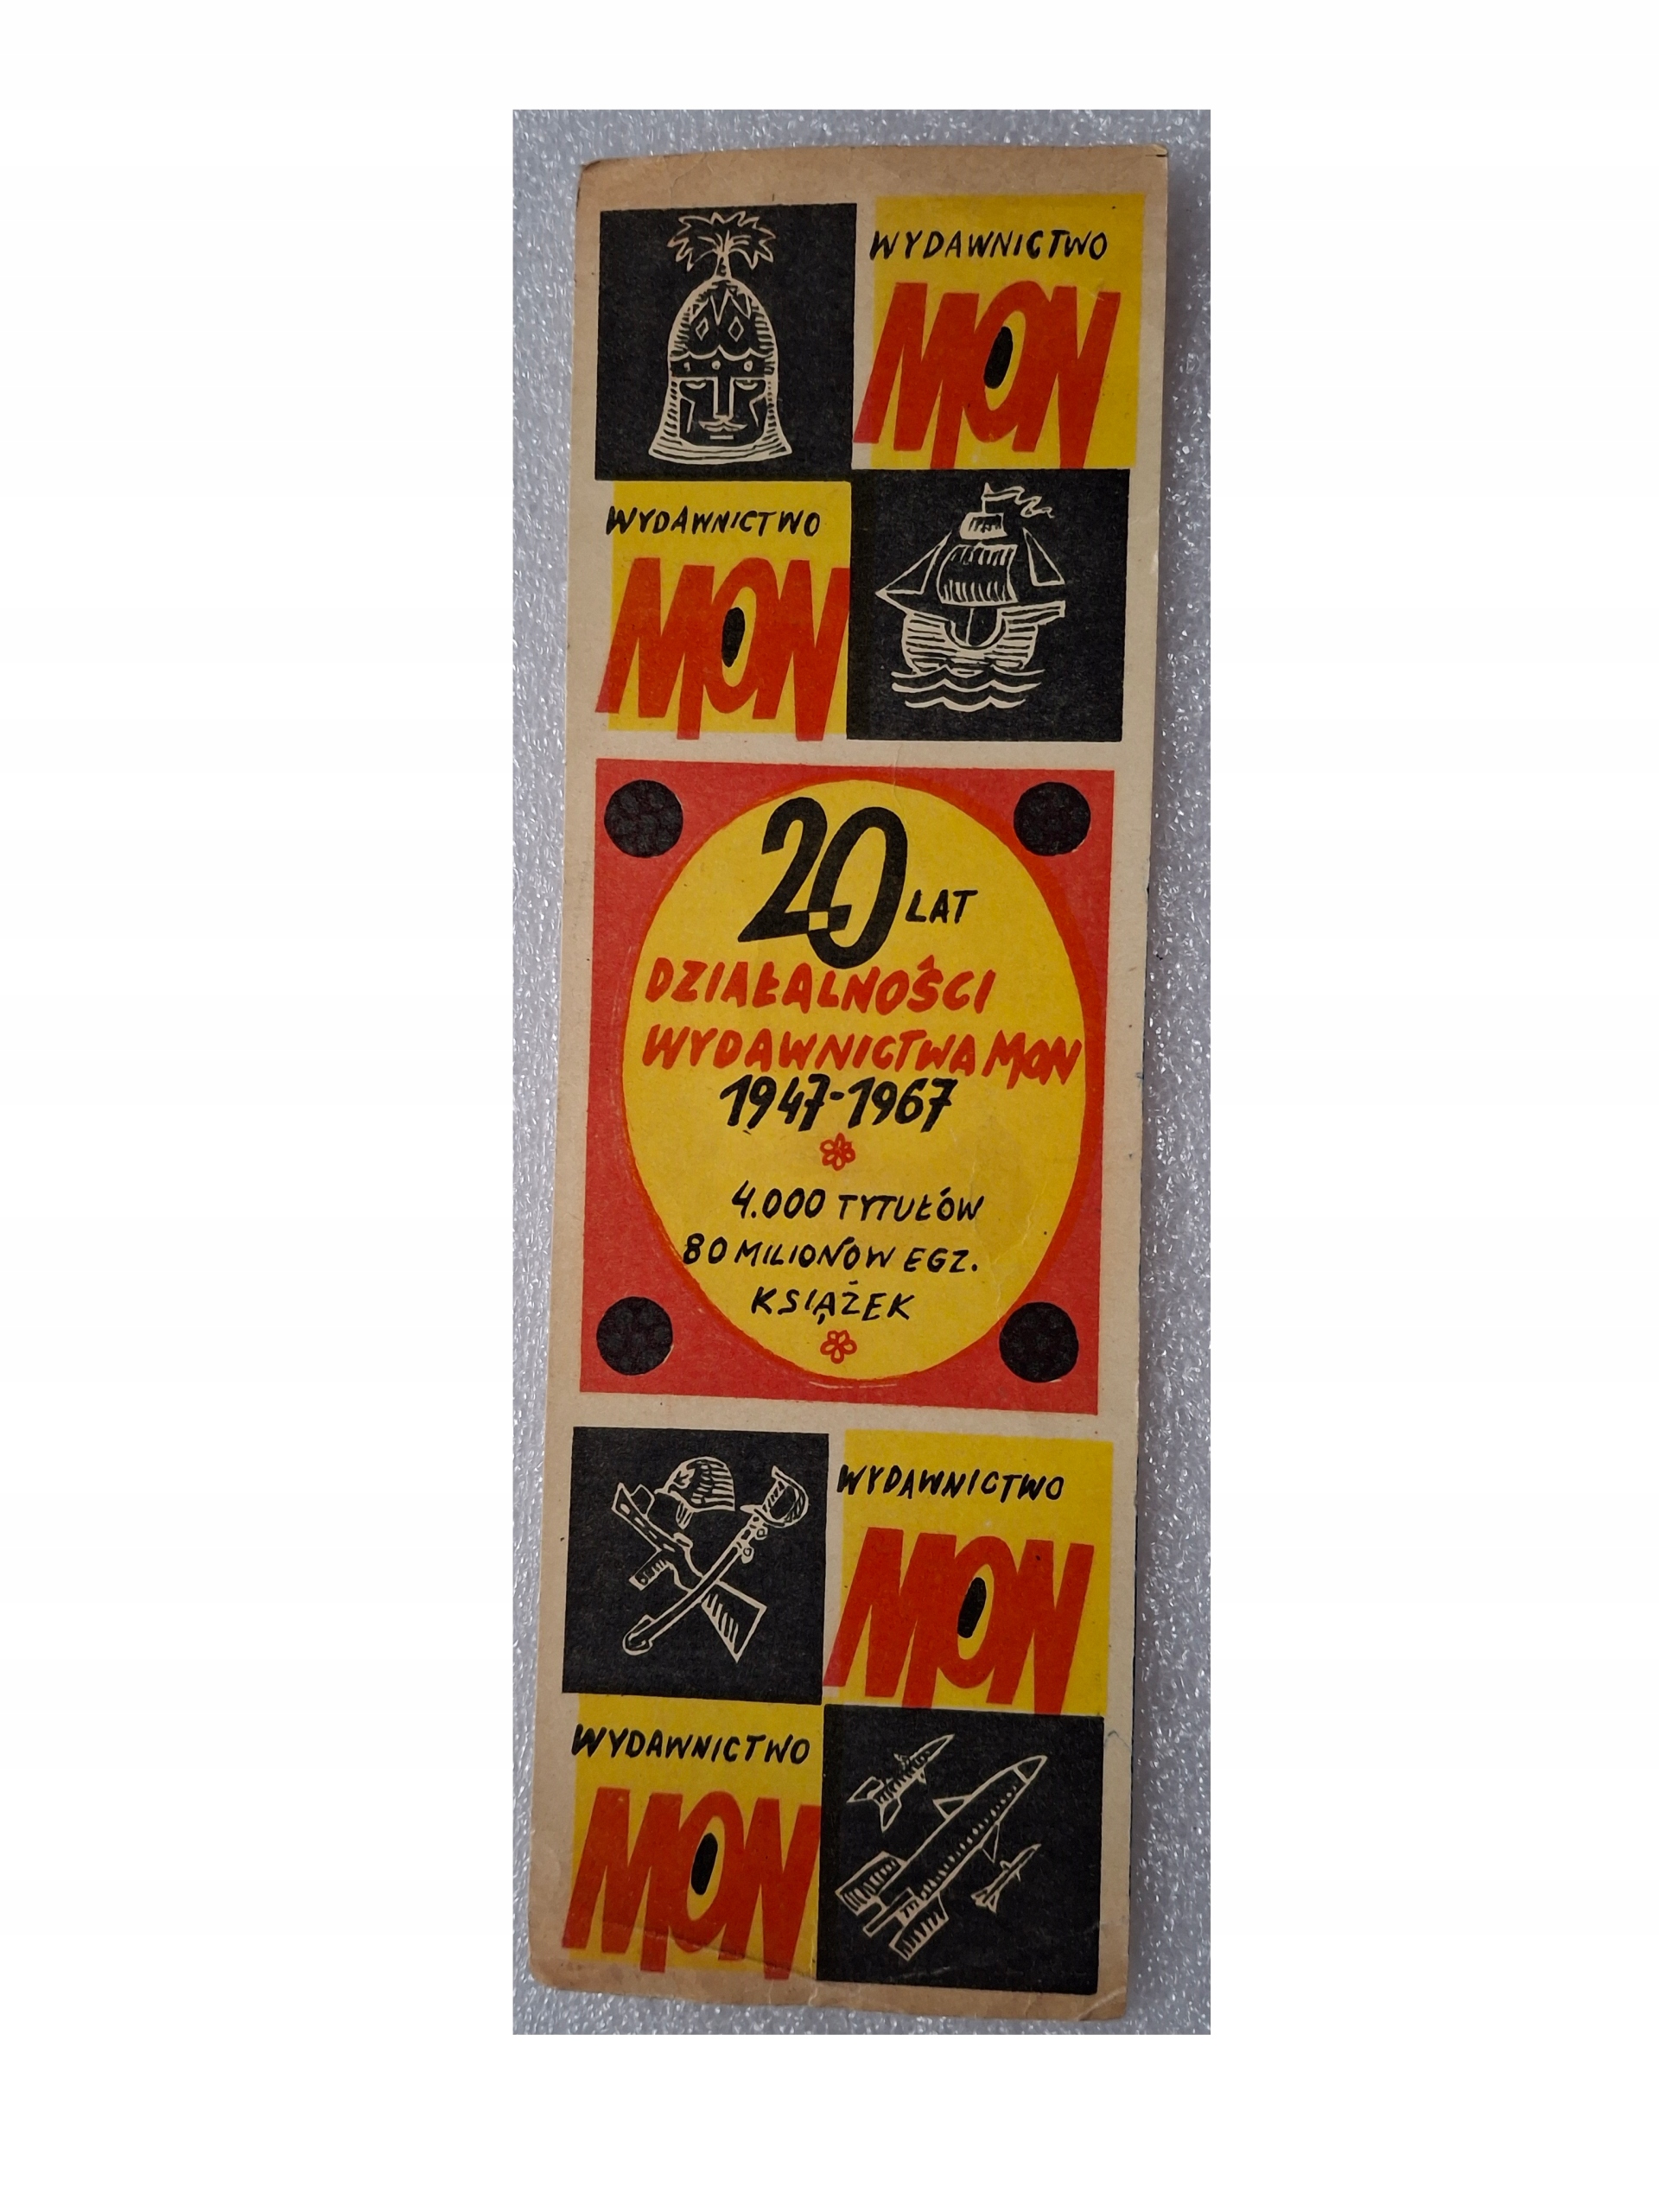 WYDAWNICTWO
MON
WYDAWNICTWO
MON
20 LAT
DZIAŁALNOŚCI
WYDAWNICTWA MON
1947-1967
4.000 TYTUŁÓW
80 MILIONÓW EGZ.
KSIĄŻEK
WYDAWNICTWO
MON
WYDAWNICTWO
MON